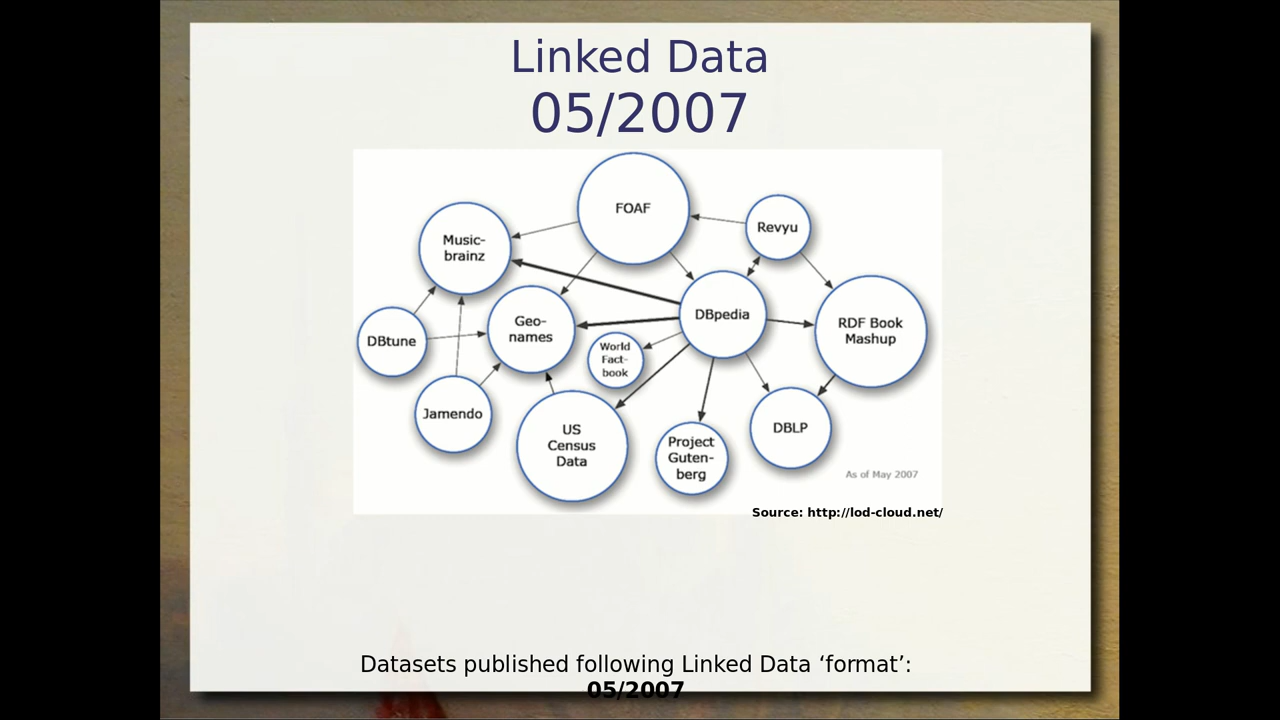 Linked Data
05/2007
FOAF
Revyu
Music-
brainz
DBpedia
RDF Book
Mashup
Geo-
names
DBtune
World
Fact-
book
Jamendo
US
Census
Data
Project
Guten-
berg
DBLP
As of May 2007
Source: http://lod-cloud.net/
Datasets published following Linked Data ‘format’:
05/2007